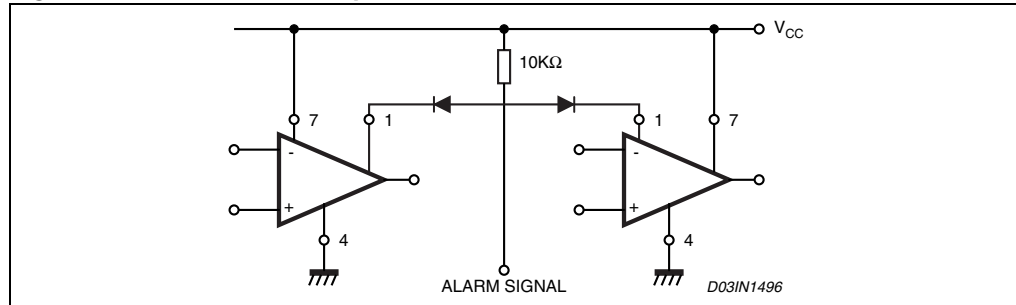 V_CC
10KΩ
7
1
1
7
-
-
+
+
4
4
ALARM SIGNAL
D03IN1496